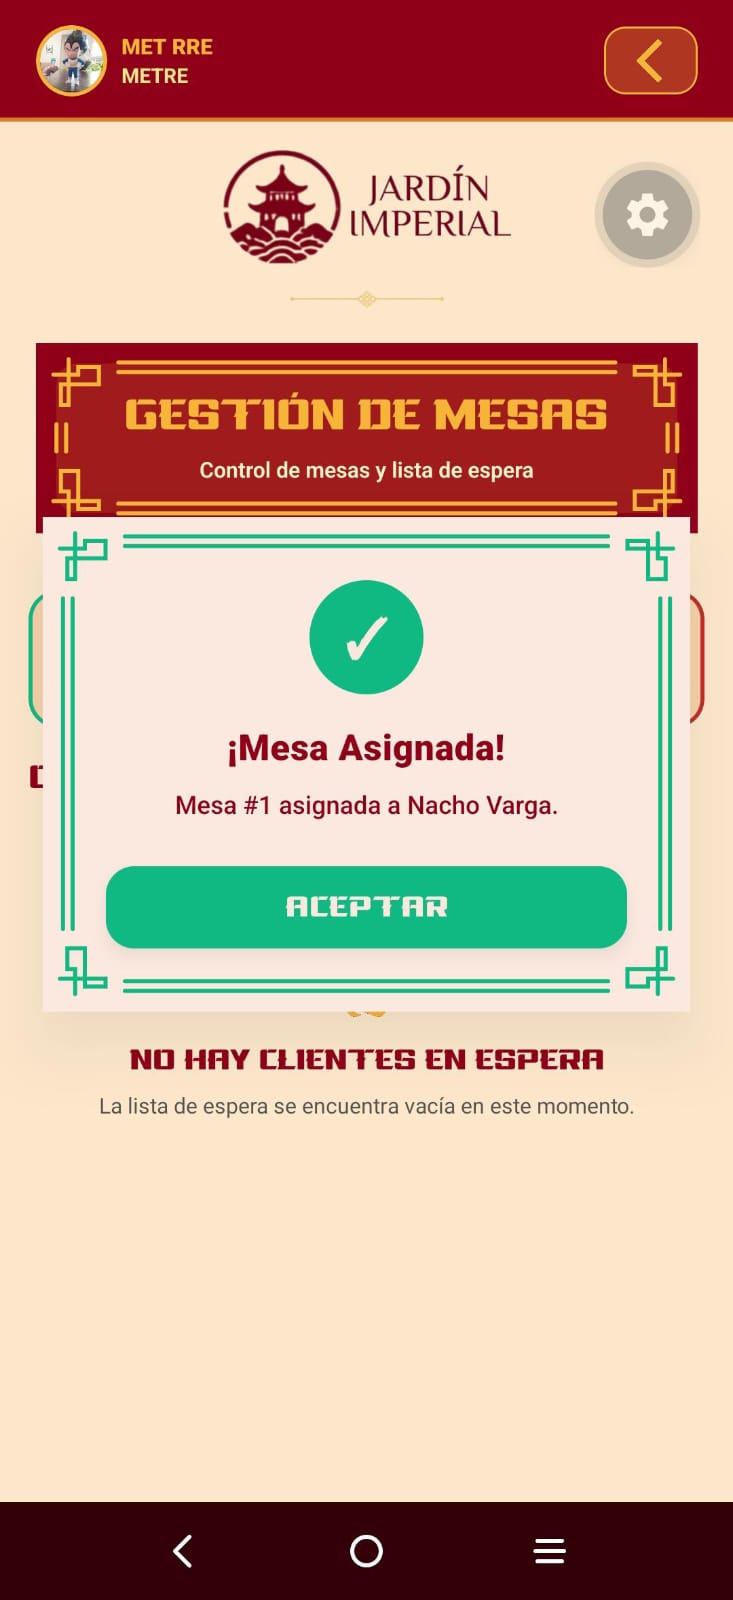 MET RRE
METRE
JARDÍN
IMPERIAL
GESTIÓN DE MESAS
Control de mesas y lista de espera
✓
¡Mesa Asignada!
Mesa #1 asignada a Nacho Varga.
ACEPTAR
NO HAY CLIENTES EN ESPERA
La lista de espera se encuentra vacía en este momento.